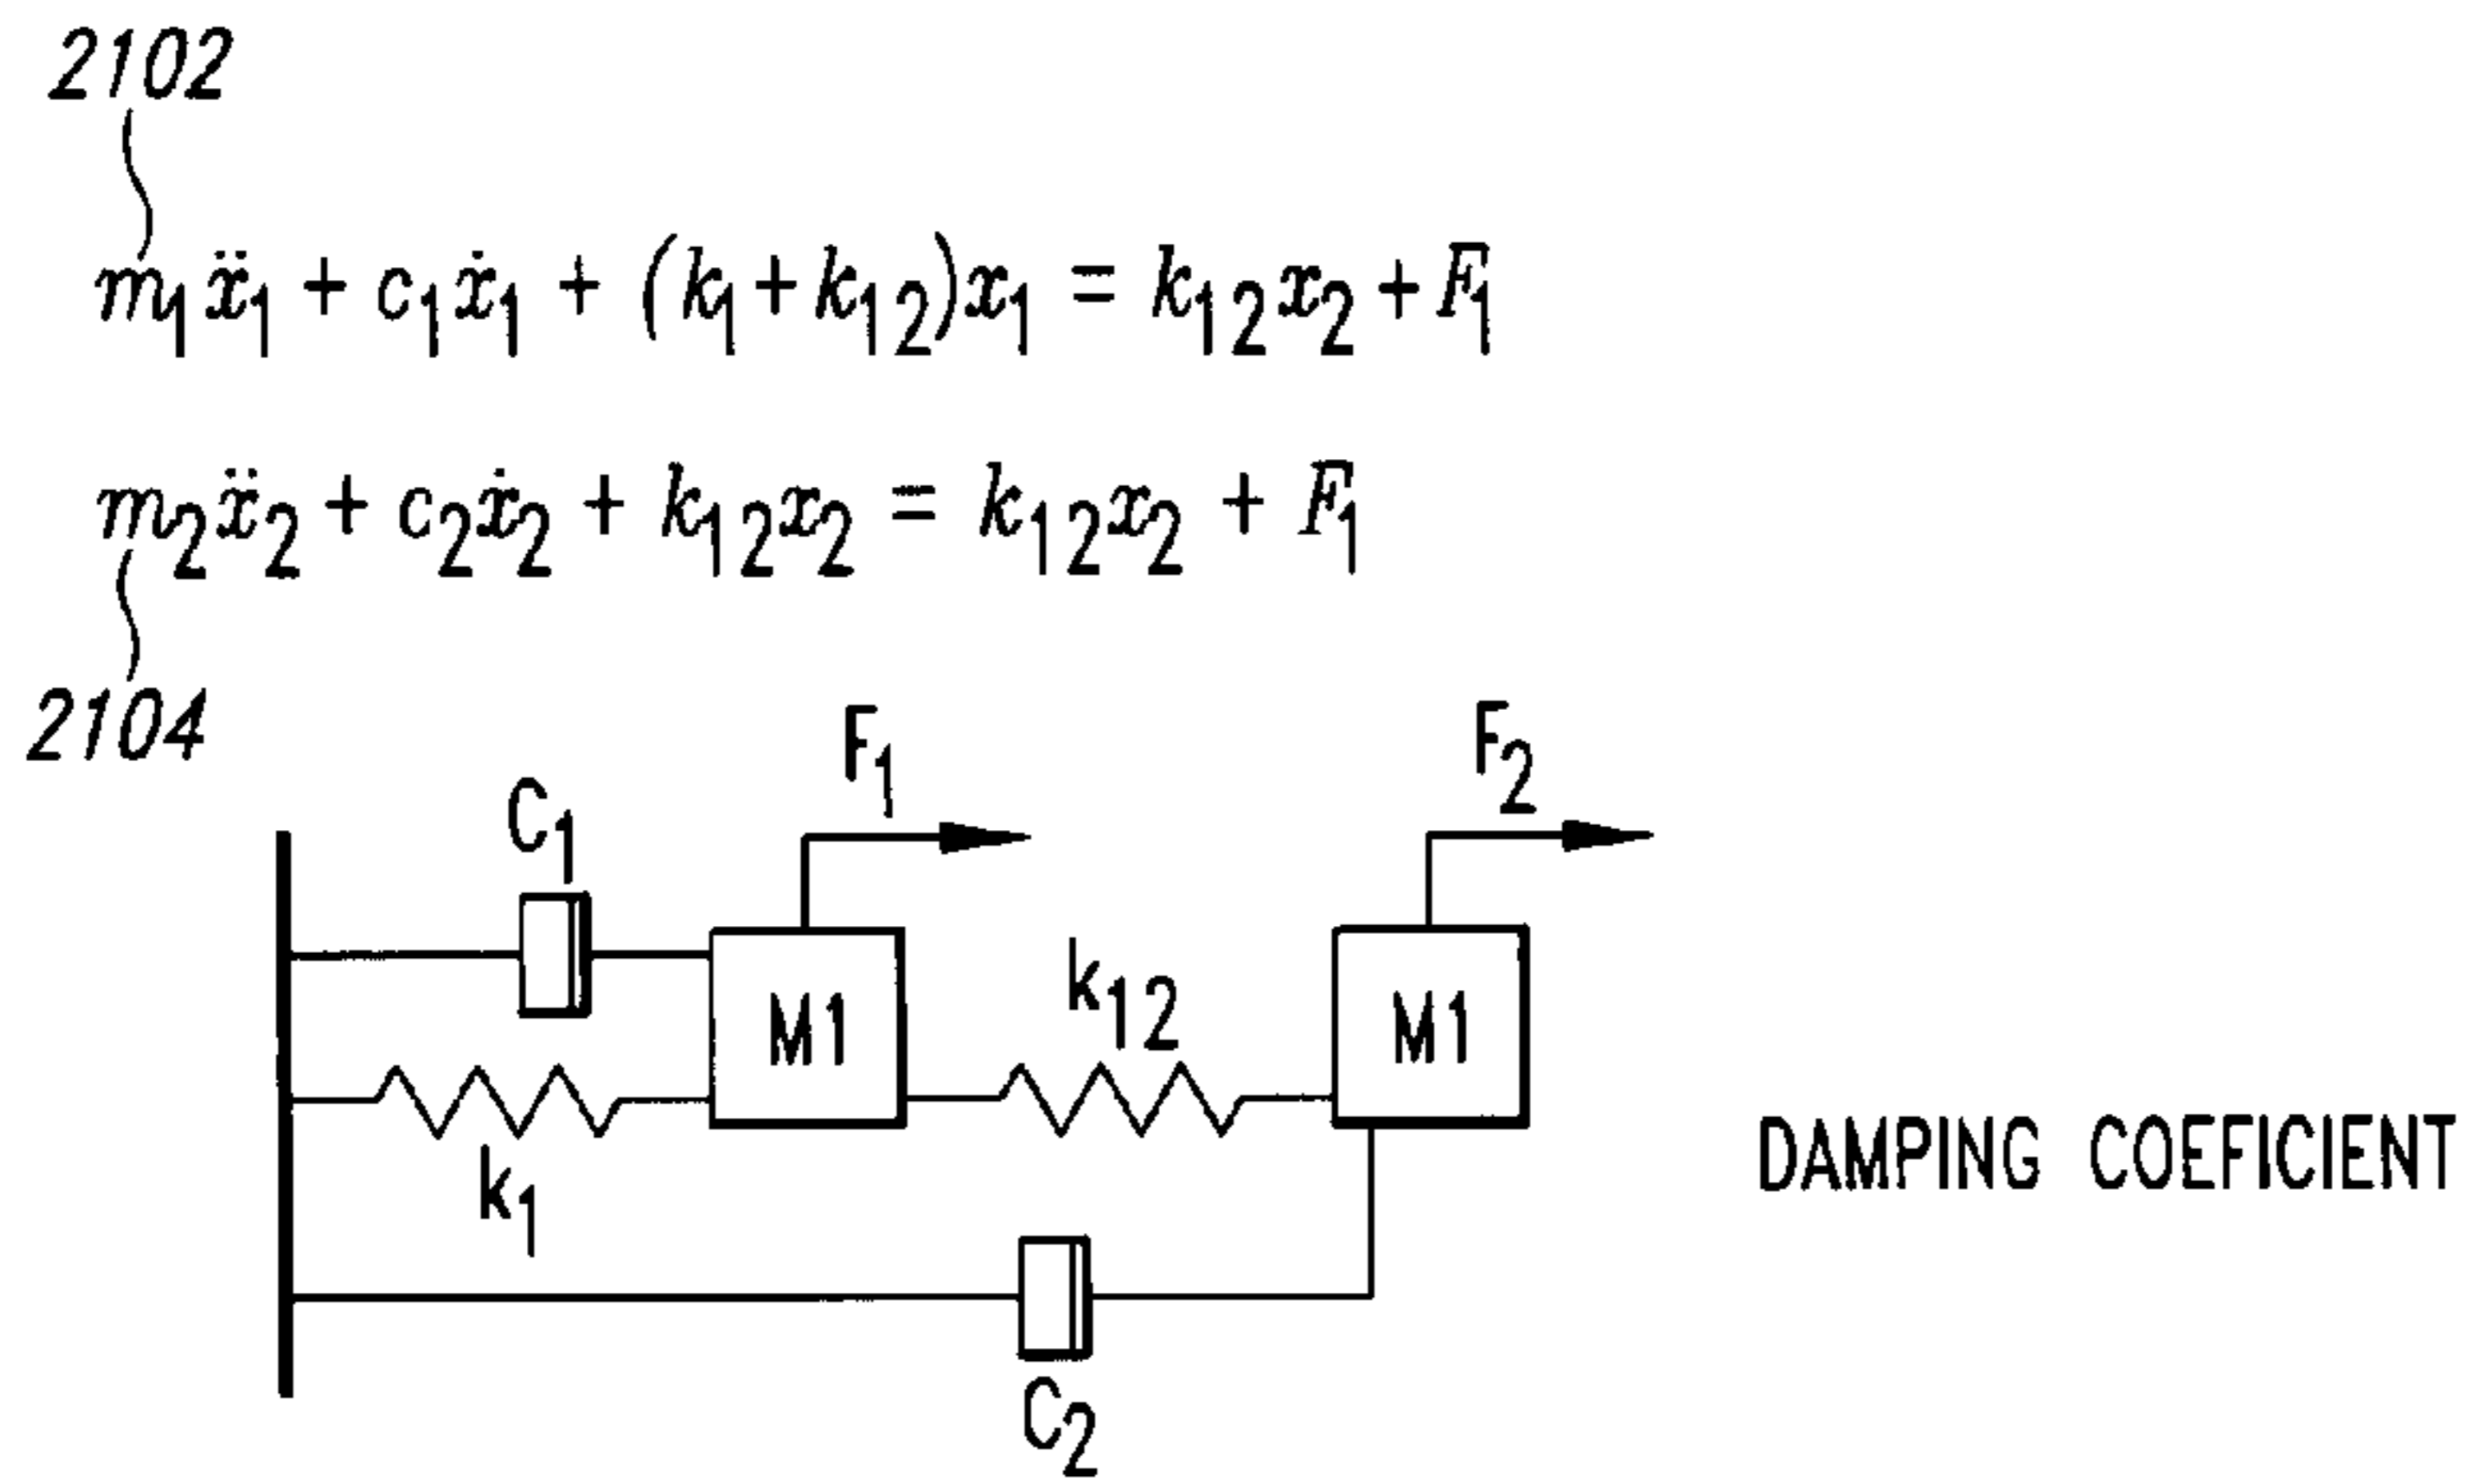 2102
m₁ẍ₁ + c₁ẋ₁ + (k₁+k₁₂)x₁ = k₁₂x₂+F₁
m₂ẍ₂ + c₂ẋ₂ + k₁₂x₂ = k₁₂x₂ + F₁
2104
F₁
F₂
C₁
k₁₂
M1
M1
k₁
DAMPING COEFICIENT
C₂